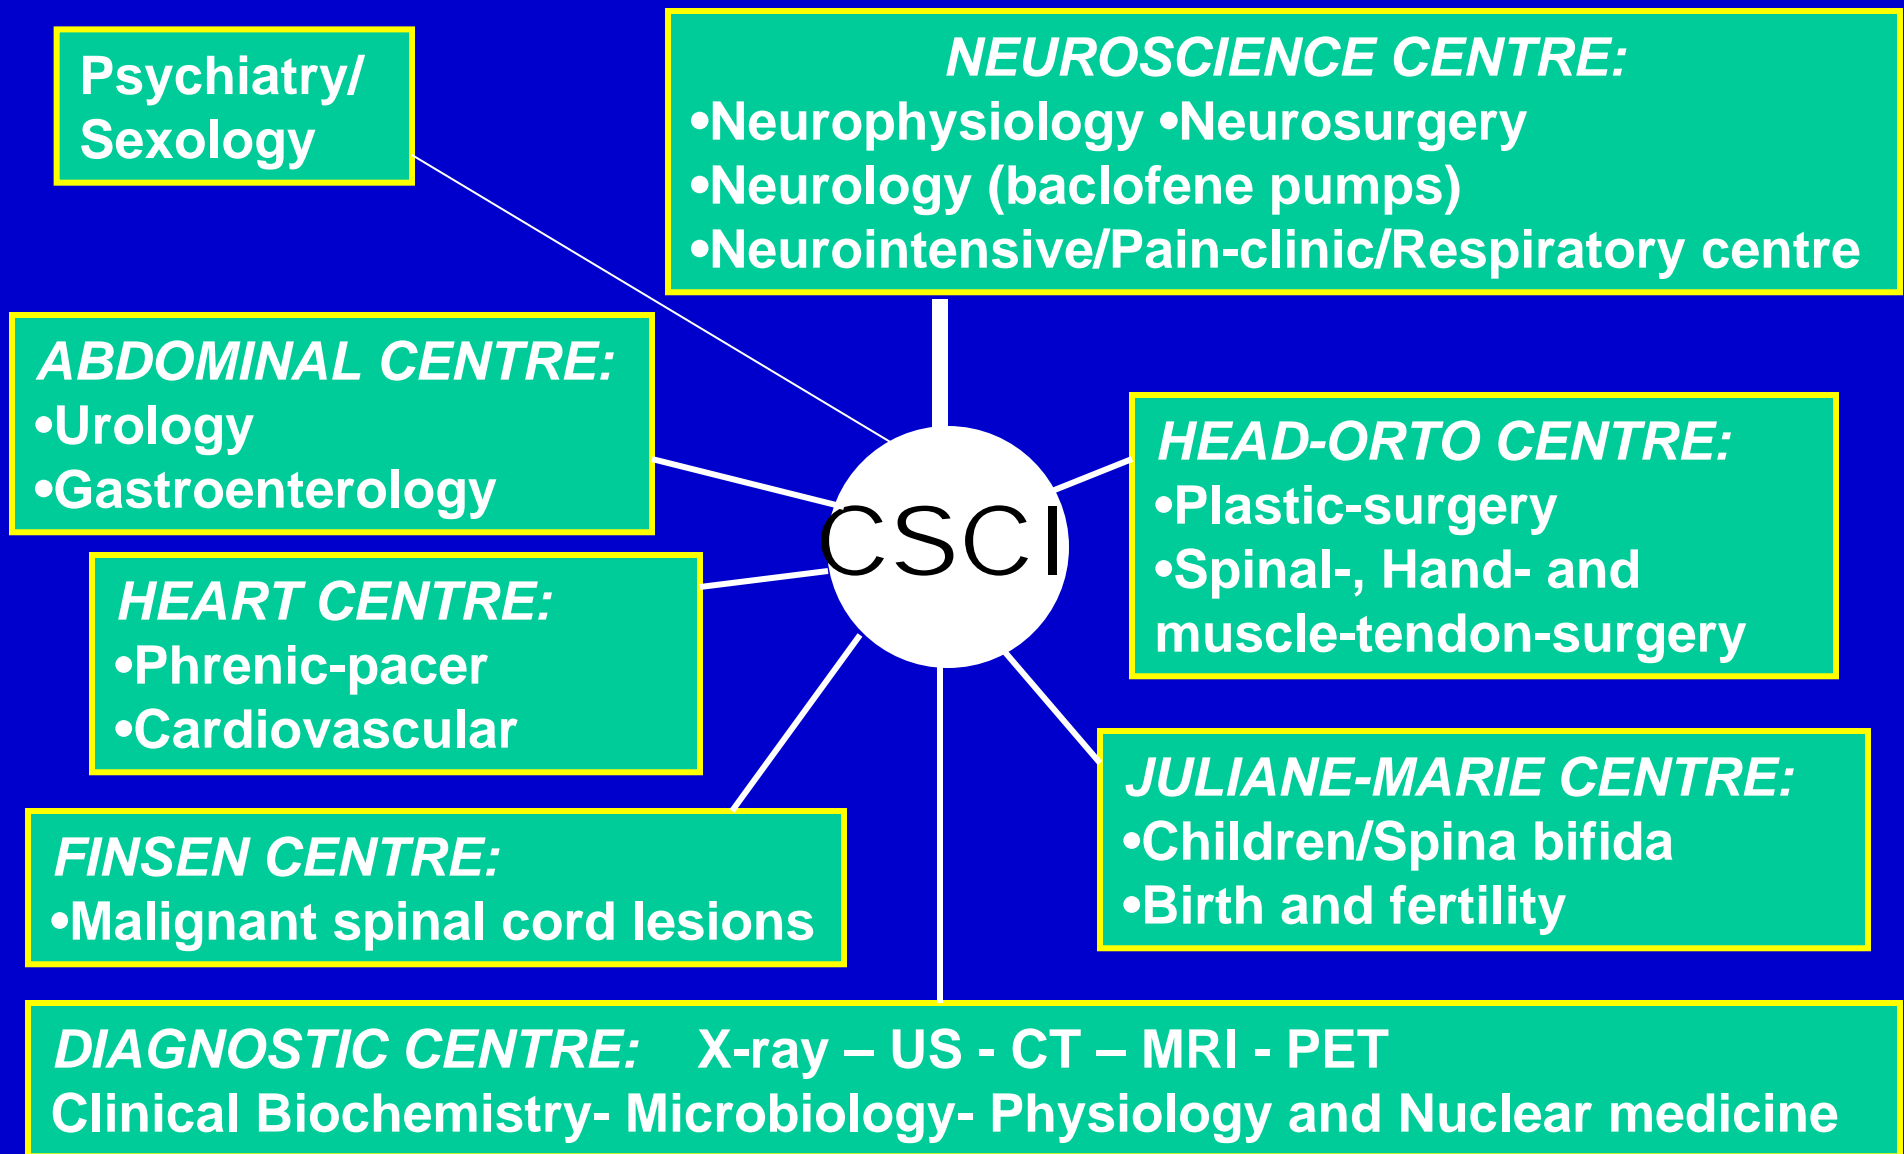 Psychiatry/
Sexology
NEUROSCIENCE CENTRE:
•Neurophysiology •Neurosurgery
•Neurology (baclofene pumps)
•Neurointensive/Pain-clinic/Respiratory centre
ABDOMINAL CENTRE:
•Urology
•Gastroenterology
CSCI
HEAD-ORTO CENTRE:
•Plastic-surgery
•Spinal-, Hand- and
muscle-tendon-surgery
HEART CENTRE:
•Phrenic-pacer
•Cardiovascular
JULIANE-MARIE CENTRE:
•Children/Spina bifida
•Birth and fertility
FINSEN CENTRE:
•Malignant spinal cord lesions
DIAGNOSTIC CENTRE: X-ray – US - CT – MRI - PET
Clinical Biochemistry- Microbiology- Physiology and Nuclear medicine